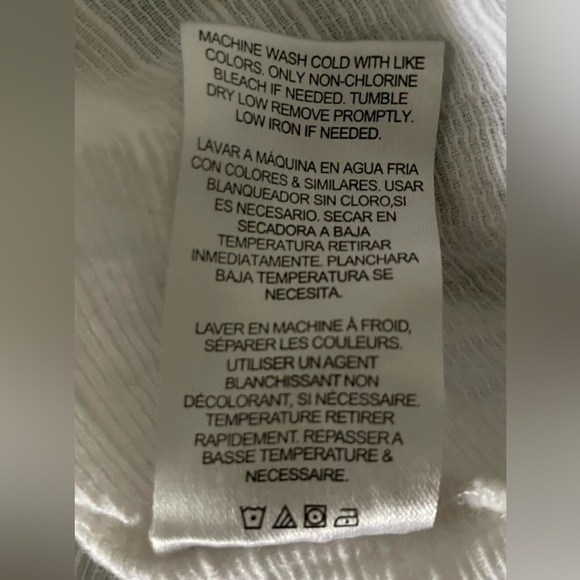 MACHINE WASH COLD WITH LIKE
COLORS. ONLY NON-CHLORINE
BLEACH IF NEEDED. TUMBLE
DRY LOW REMOVE PROMPTLY.
LOW IRON IF NEEDED.
LAVAR A MÁQUINA EN AGUA FRIA
CON COLORES & SIMILARES. USAR
BLANQUEADOR SIN CLORO,SI
ES NECESARIO. SECAR EN
SECADORA A BAJA
TEMPERATURA RETIRAR
INMEDIATAMENTE. PLANCHARA
BAJA TEMPERATURA SE
NECESITA.
LAVER EN MACHINE À FROID,
SÉPARER LES COULEURS.
UTILISER UN AGENT
BLANCHISSANT NON
DÉCOLORANT, SI NÉCESSAIRE.
TEMPERATURE RETIRER
RAPIDEMENT. REPASSER A
BASSE TEMPERATURE &
NECESSAIRE.